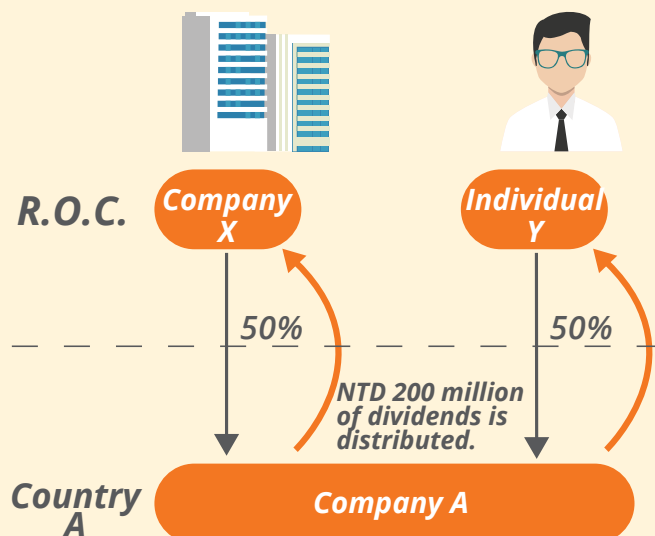 R.O.C.
Company
X
Individual
Y
50%
50%
NTD 200 million
of dividends is
distributed.
Country
A
Company A